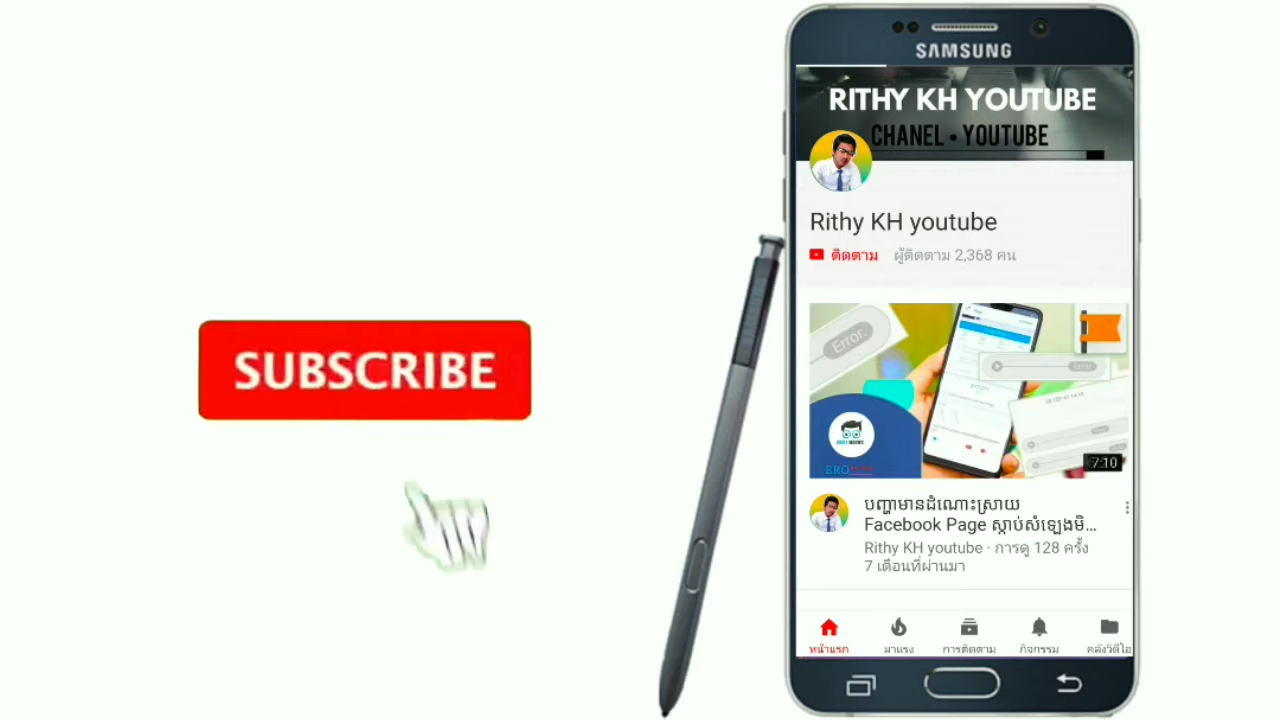 SUBSCRIBE
SAMSUNG
RITHY KH YOUTUBE
CHANEL • YOUTUBE
Rithy KH youtube
ติดตาม ผู้ติดตาม 2,368 คน
Error.
Error
BRO
7:10
បញ្ហាមានដំណោះស្រាយ
Facebook Page ស្ដាប់សំឡេងមិ...
Rithy KH youtube · การดู 128 ครั้ง
7 เดือนที่ผ่านมา
หน้าแรก มาแรง การติดตาม กิจกรรม คลังวิดีโอ